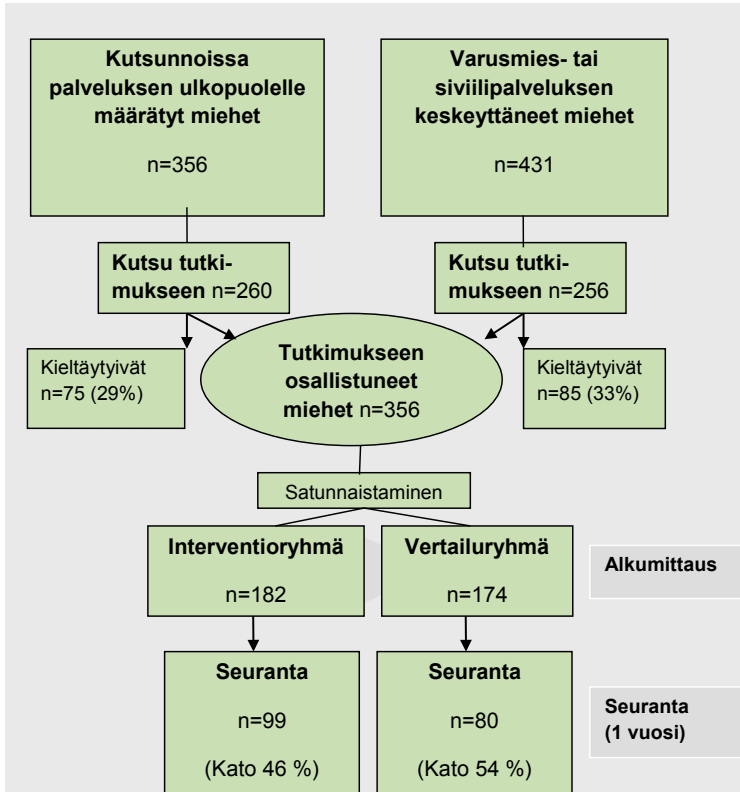 Kutsunnoissa
palveluksen ulkopuolelle
määrätyt miehet
n=356
Varusmies- tai
siviilipalveluksen
keskeyttäneet miehet
n=431
Kutsu tutki-
mukseen n=260
Kutsu tutki-
mukseen n=256
Kieltäytyivät
n=75 (29%)
Tutkimukseen
osallistuneet
miehet n=356
Kieltäytyivät
n=85 (33%)
Satunnaistaminen
Interventioryhmä
n=182
Vertailuryhmä
n=174
Alkumittaus
Seuranta
n=99
(Kato 46 %)
Seuranta
n=80
(Kato 54 %)
Seuranta
(1 vuosi)